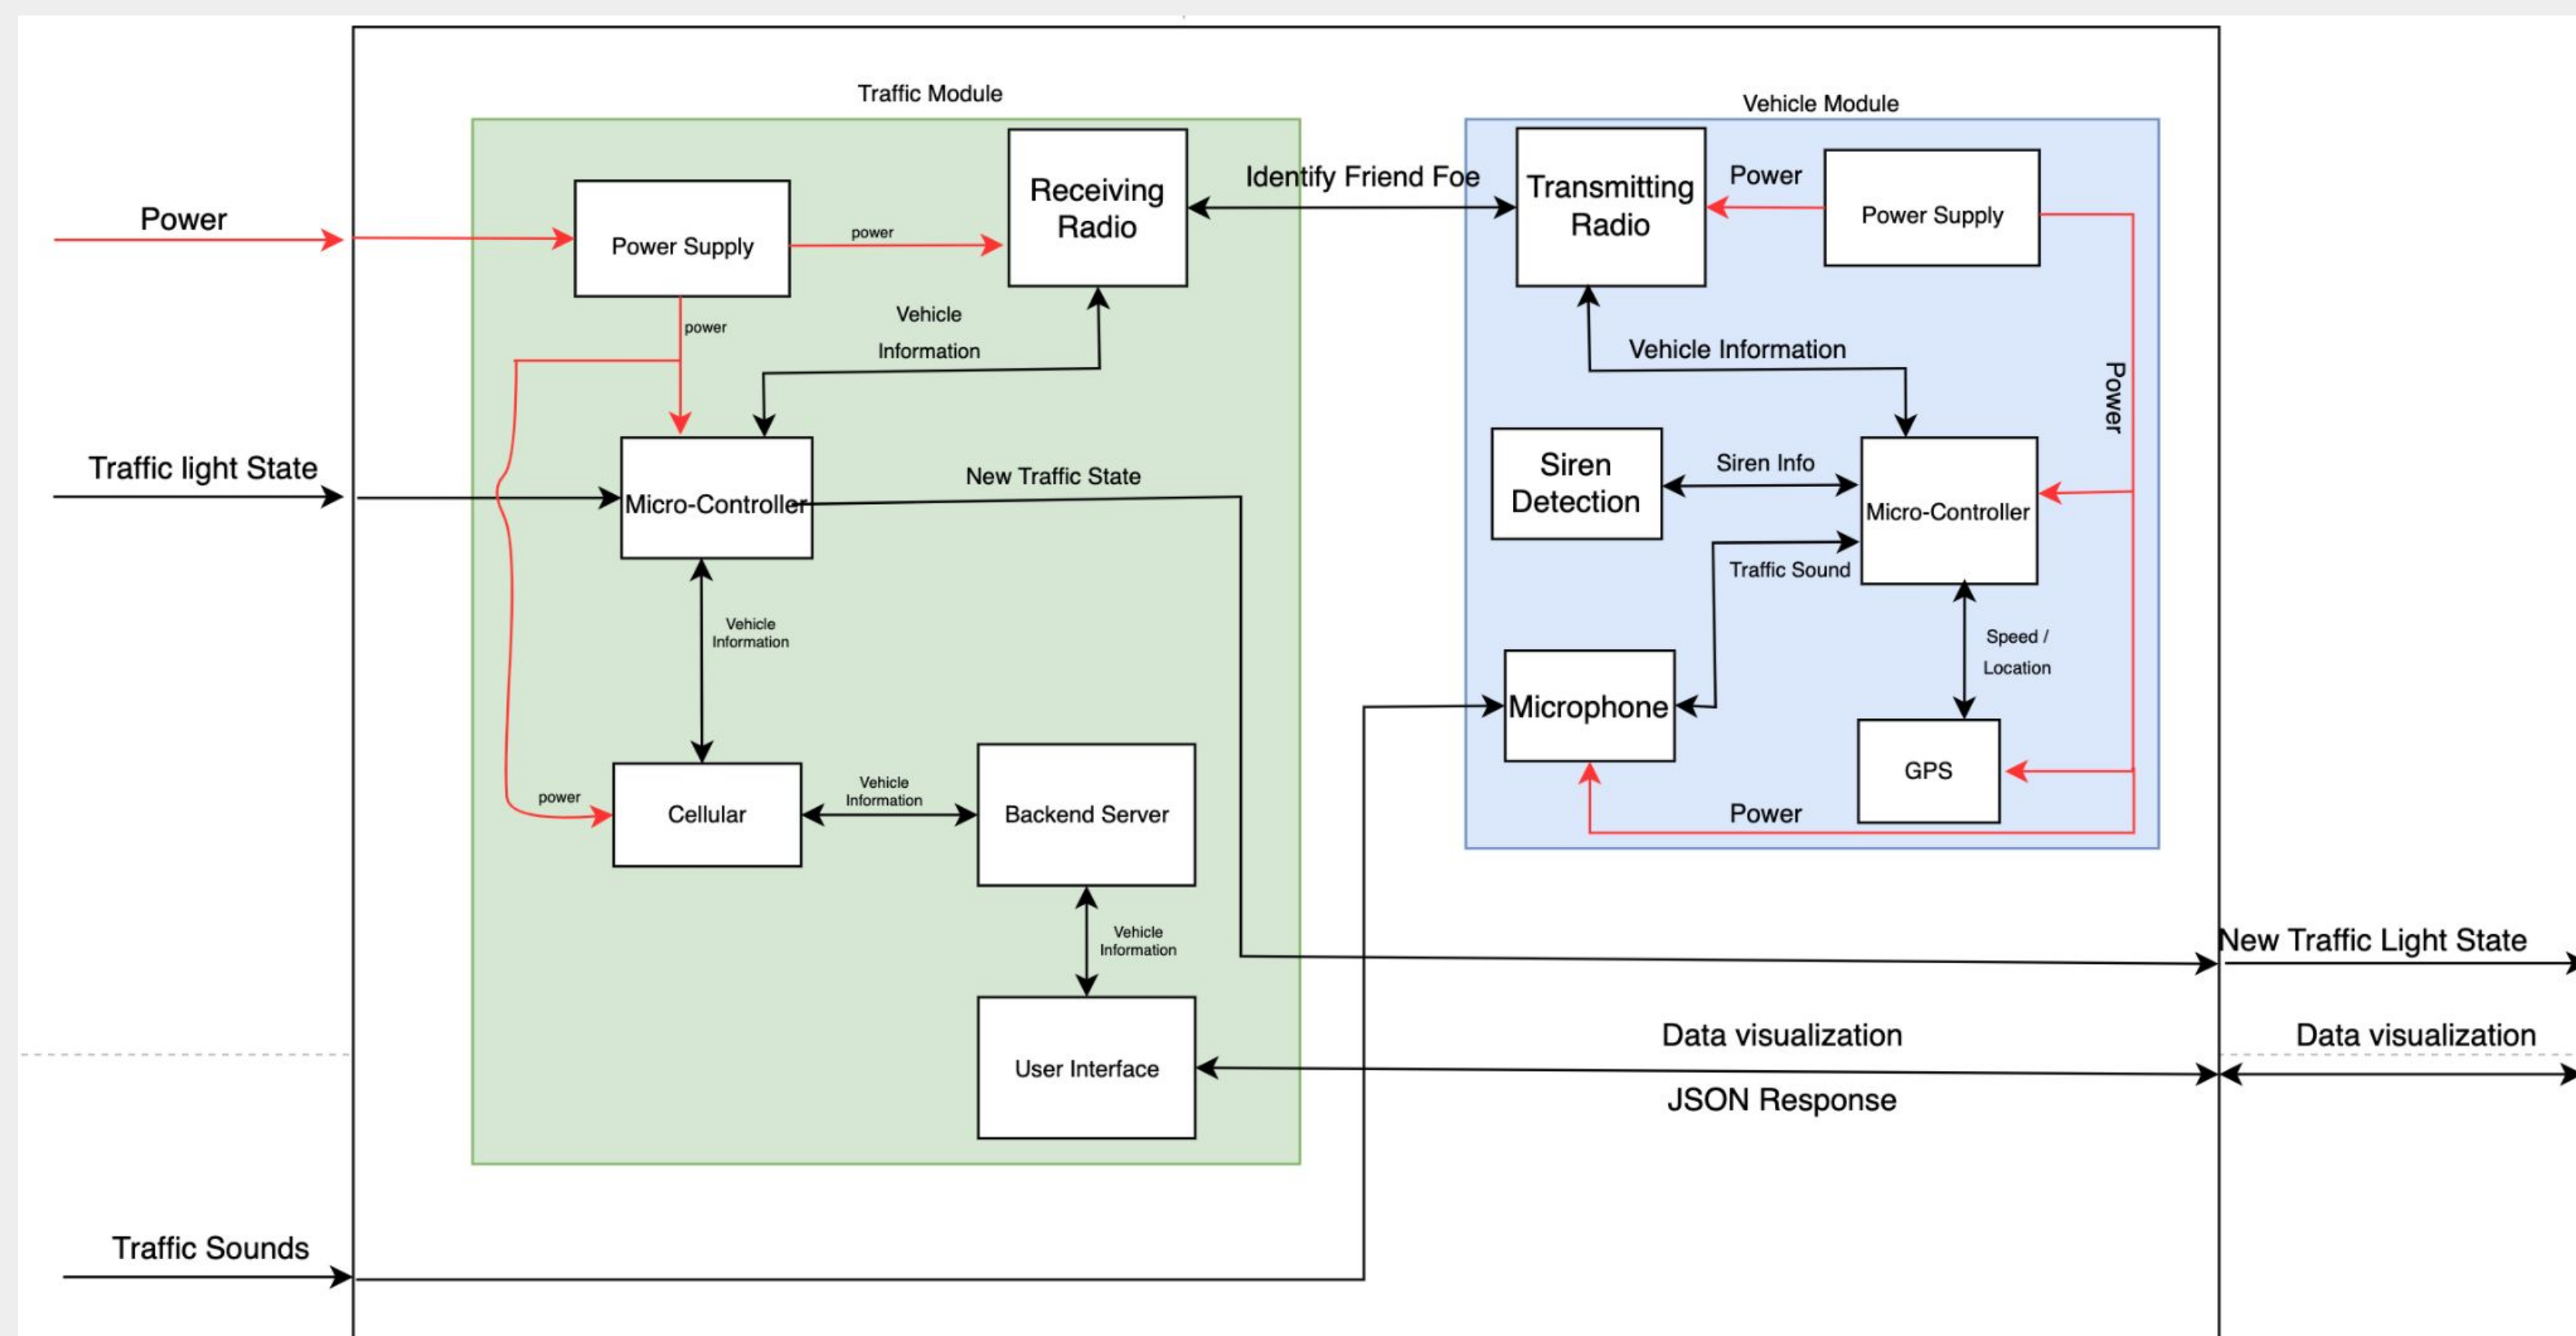 Traffic Module
Vehicle Module
Power
Power Supply
power
Receiving
Radio
Identify Friend Foe
Transmitting
Radio
Power
Power Supply
power
Vehicle
Information
Vehicle Information
Power
Traffic light State
Micro-Controller
New Traffic State
Siren
Detection
Siren Info
Micro-Controller
Traffic Sound
Vehicle
Information
Speed /
Location
Microphone
GPS
power
Cellular
Vehicle
Information
Backend Server
Power
Vehicle
Information
New Traffic Light State
User Interface
Data visualization
JSON Response
Data visualization
Traffic Sounds